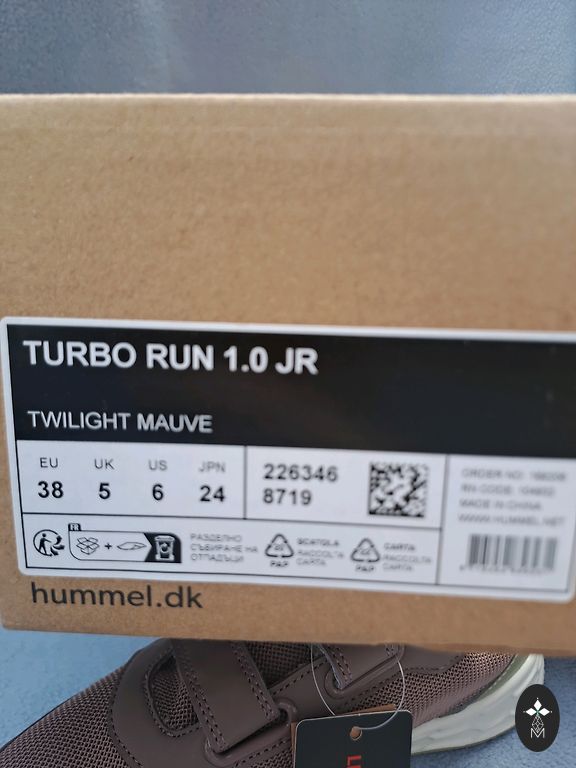 TURBO RUN 1.0 JR
TWILIGHT MAUVE
EU UK US JPN
38 5 6 24
226346
8719
MADE IN CHINA
WWW.HUMMEL.NET
FR
РАЗДЕЛНО
СЪБИРАНЕ НА
ОТПАДЪЦИ
PAP
SCATOLA
RACCOLTA
CARTA
PAP
CARTA
RACCOLTA
CARTA
hummel.dk
M